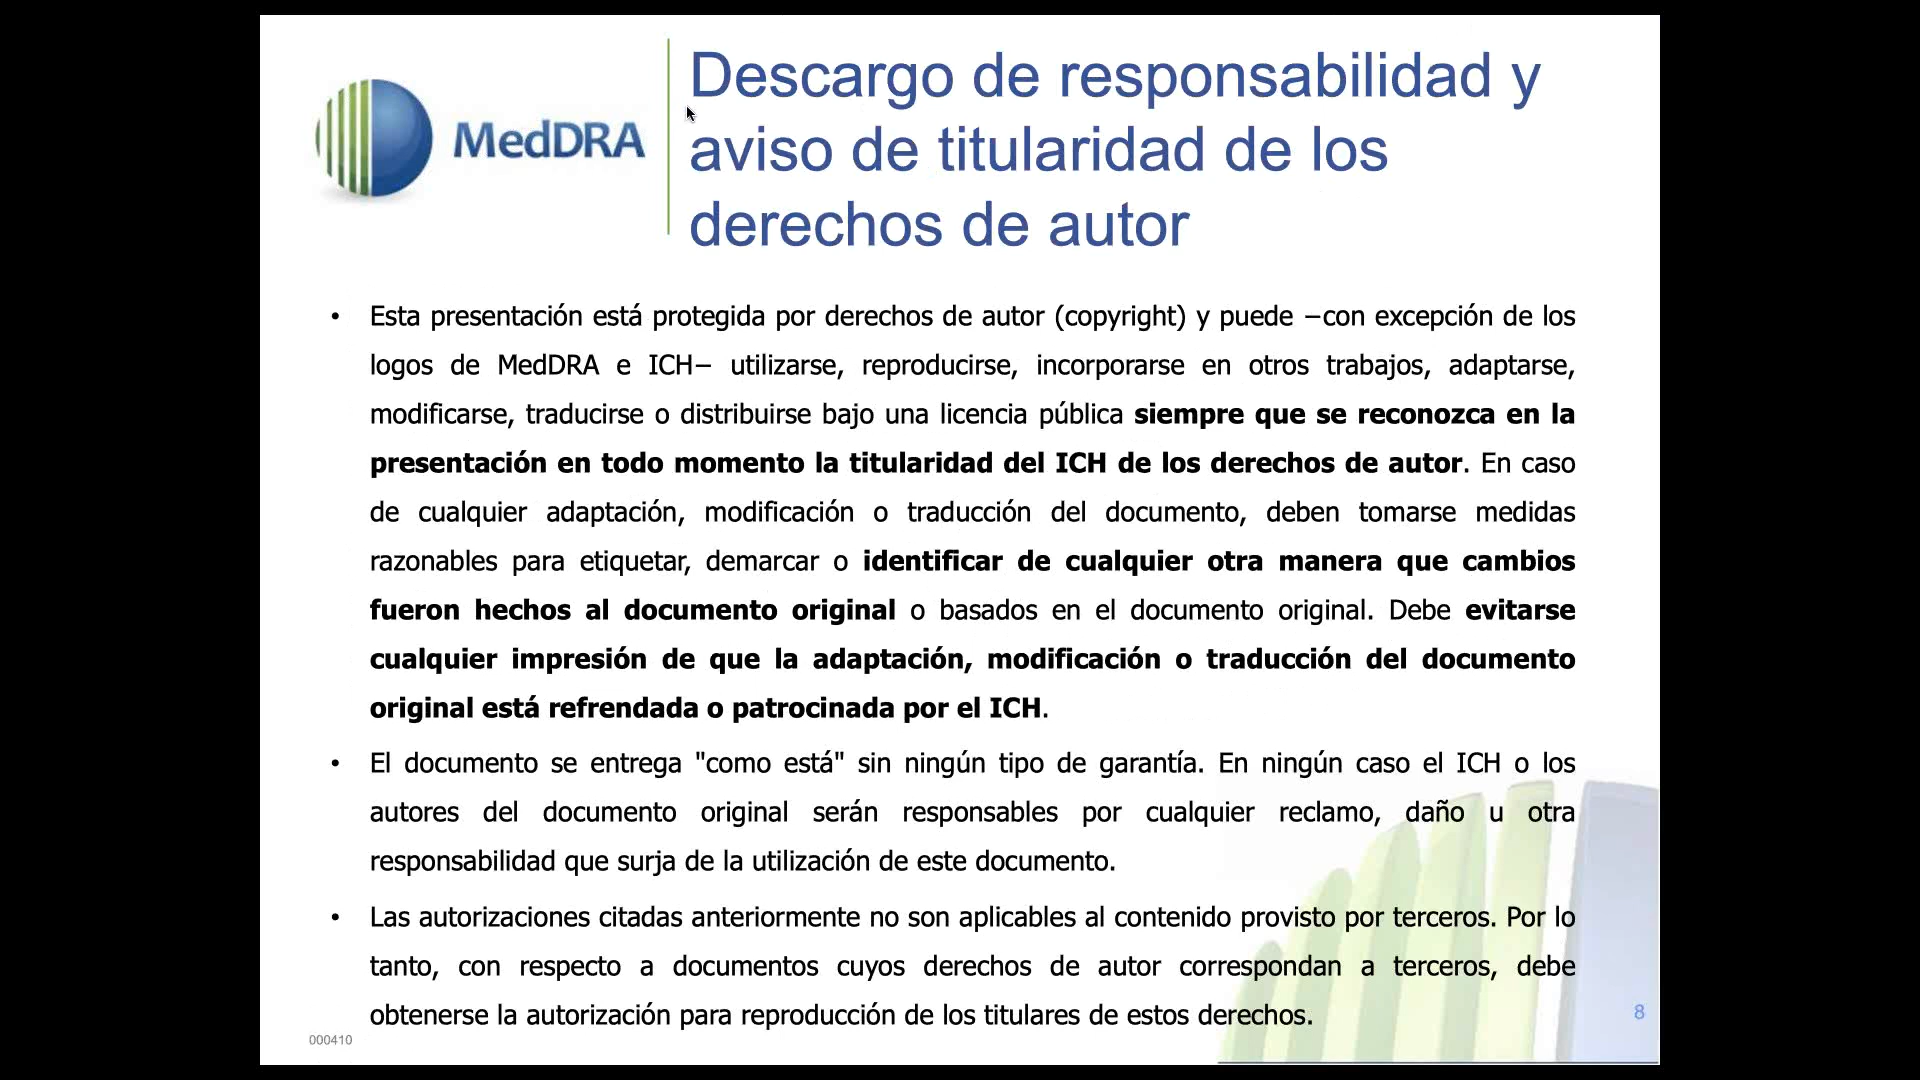 MedDRA
Descargo de responsabilidad y
aviso de titularidad de los
derechos de autor
• Esta presentación está protegida por derechos de autor (copyright) y puede −con excepción de los
logos de MedDRA e ICH− utilizarse, reproducirse, incorporarse en otros trabajos, adaptarse,
modificarse, traducirse o distribuirse bajo una licencia pública siempre que se reconozca en la
presentación en todo momento la titularidad del ICH de los derechos de autor. En caso
de cualquier adaptación, modificación o traducción del documento, deben tomarse medidas
razonables para etiquetar, demarcar o identificar de cualquier otra manera que cambios
fueron hechos al documento original o basados en el documento original. Debe evitarse
cualquier impresión de que la adaptación, modificación o traducción del documento
original está refrendada o patrocinada por el ICH.
• El documento se entrega "como está" sin ningún tipo de garantía. En ningún caso el ICH o los
autores del documento original serán responsables por cualquier reclamo, daño u otra
responsabilidad que surja de la utilización de este documento.
• Las autorizaciones citadas anteriormente no son aplicables al contenido provisto por terceros. Por lo
tanto, con respecto a documentos cuyos derechos de autor correspondan a terceros, debe
obtenerse la autorización para reproducción de los titulares de estos derechos.
000410
8